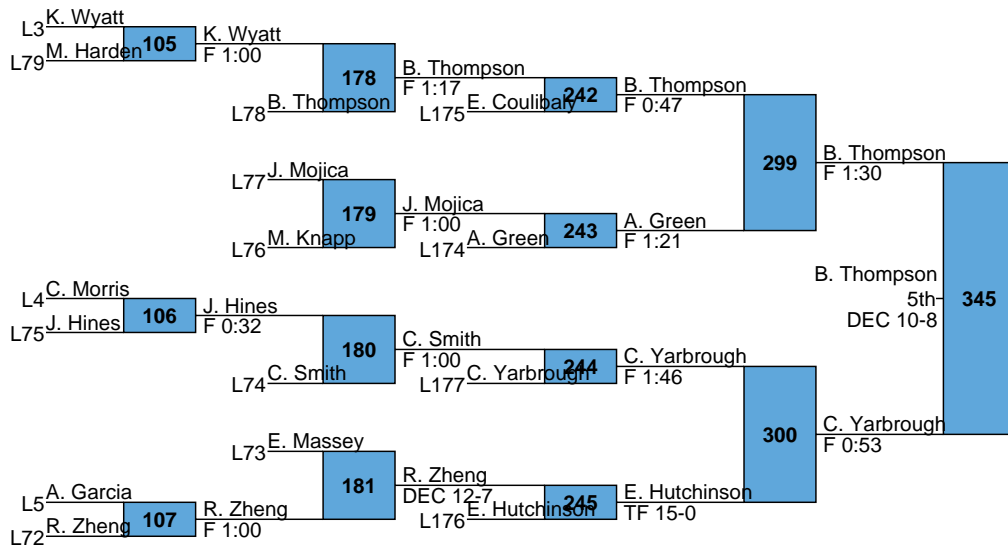 K. Wyatt
L3
105
K. Wyatt
F 1:00
M. Harden
L79
178
B. Thompson
F 1:17
B. Thompson
L78
242
B. Thompson
F 0:47
E. Coulibaly
L175
299
B. Thompson
F 1:30
J. Mojica
L77
179
J. Mojica
F 1:00
M. Knapp
L76
243
A. Green
F 1:21
A. Green
L174
B. Thompson
5th
DEC 10-8
345
C. Morris
L4
106
J. Hines
F 0:32
J. Hines
L75
180
C. Smith
F 1:00
C. Smith
L74
244
C. Yarbrough
F 1:46
C. Yarbrough
L177
300
C. Yarbrough
F 0:53
E. Massey
L73
181
R. Zheng
DEC 12-7
A. Garcia
L5
107
R. Zheng
F 1:00
R. Zheng
L72
245
E. Hutchinson
TF 15-0
E. Hutchinson
L176